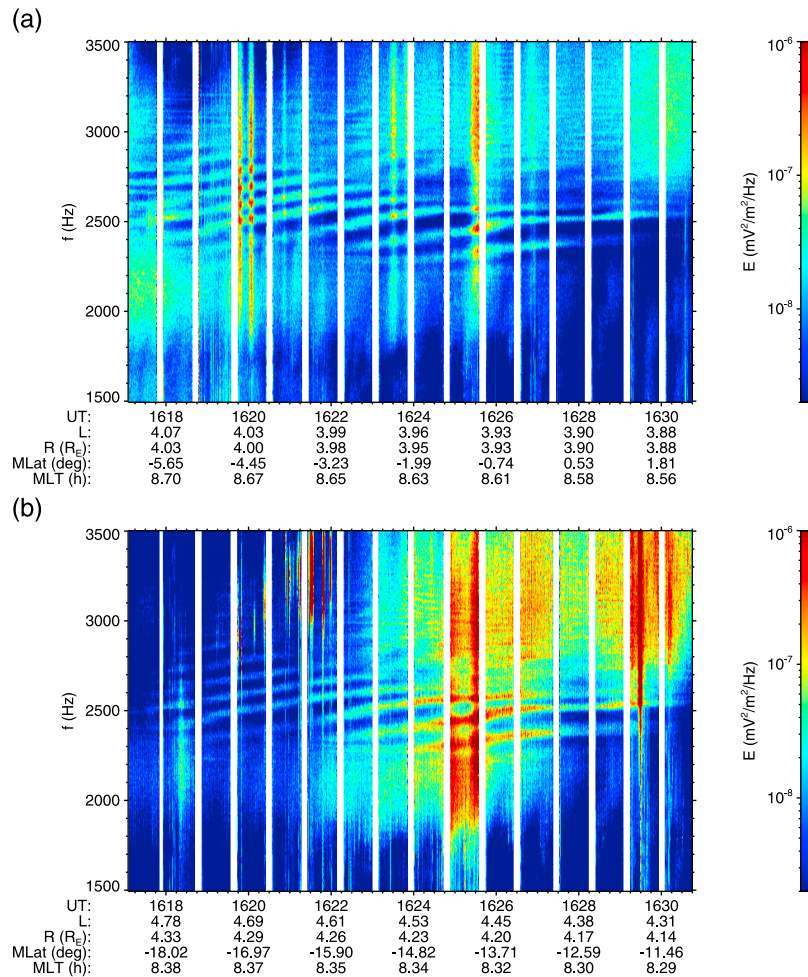 (a)
3500
3000
2500
2000
1500
f (Hz)
10⁻⁶
10⁻⁷
10⁻⁸
E (mV²/m²/Hz)
UT: 1618 1620 1622 1624 1626 1628 1630
L: 4.07 4.03 3.99 3.96 3.93 3.90 3.88
R (R_E): 4.03 4.00 3.98 3.95 3.93 3.90 3.88
MLat (deg): -5.65 -4.45 -3.23 -1.99 -0.74 0.53 1.81
MLT (h): 8.70 8.67 8.65 8.63 8.61 8.58 8.56
(b)
3500
3000
2500
2000
1500
f (Hz)
10⁻⁶
10⁻⁷
10⁻⁸
E (mV²/m²/Hz)
UT: 1618 1620 1622 1624 1626 1628 1630
L: 4.78 4.69 4.61 4.53 4.45 4.38 4.31
R (R_E): 4.33 4.29 4.26 4.23 4.20 4.17 4.14
MLat (deg): -18.02 -16.97 -15.90 -14.82 -13.71 -12.59 -11.46
MLT (h): 8.38 8.37 8.35 8.34 8.32 8.30 8.29